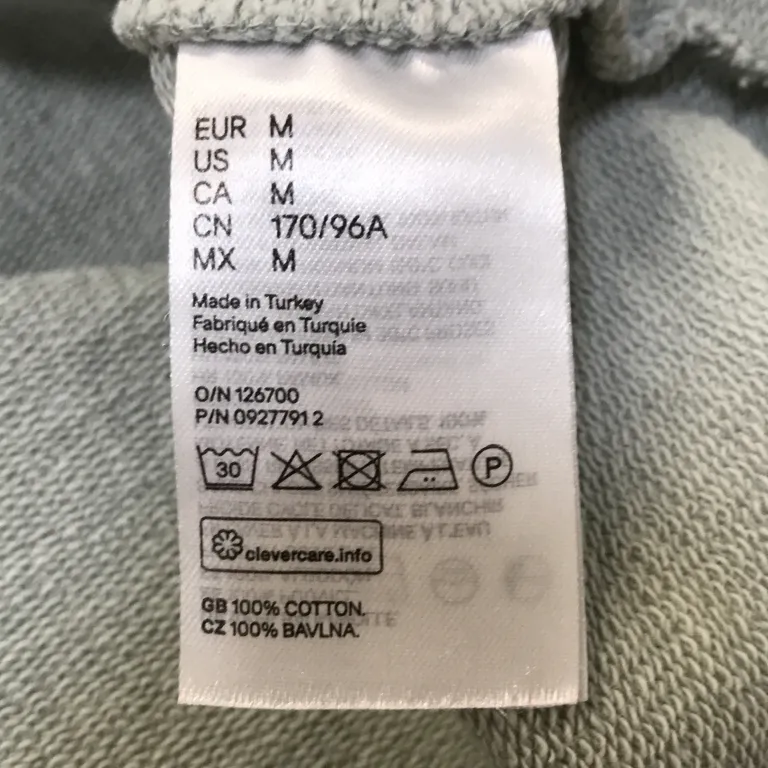 EUR M
US M
CA M
CN 170/96A
MX M
Made in Turkey
Fabriqué en Turquie
Hecho en Turquía
O/N 126700
P/N 0927791 2
30
P
clevercare.info
GB 100% COTTON.
CZ 100% BAVLNA.